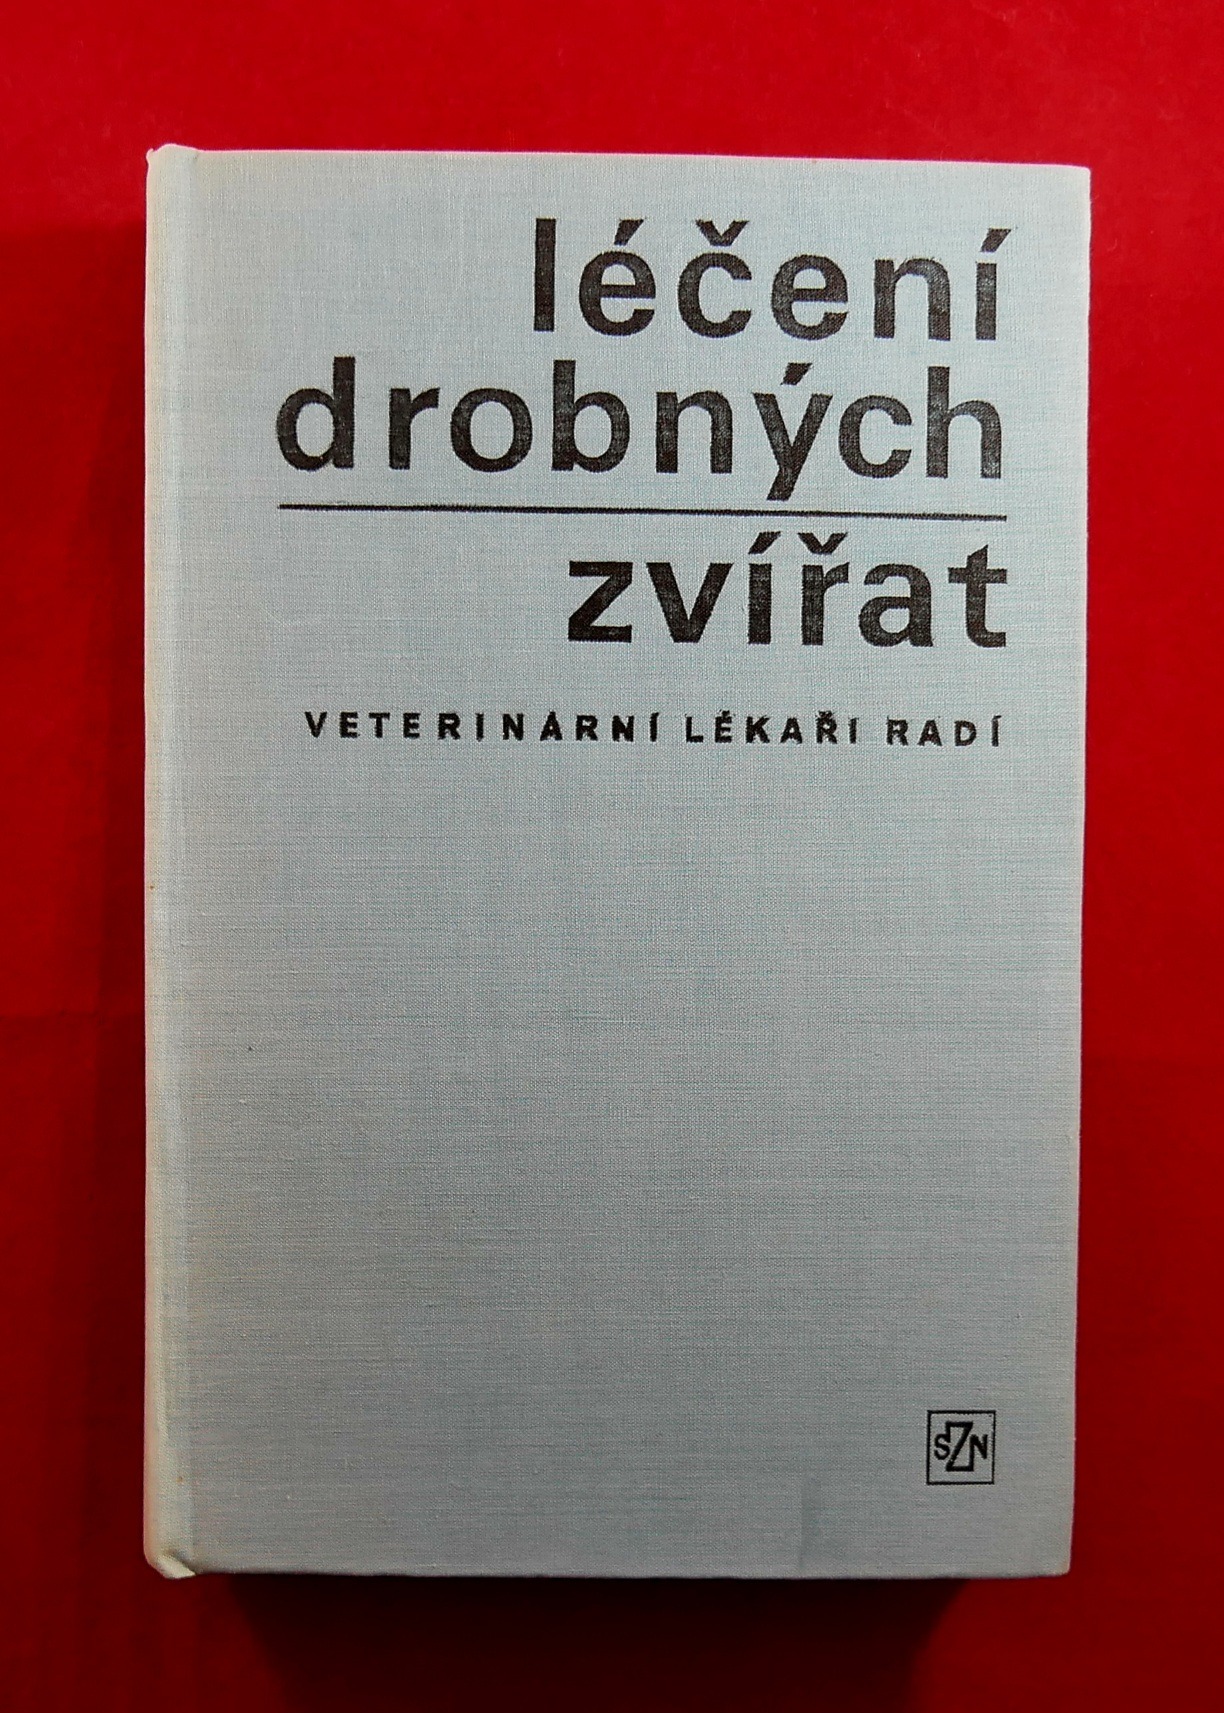 léčení
drobných
zvířat
VETERINÁRNÍ LÉKAŘI RADÍ
SZN